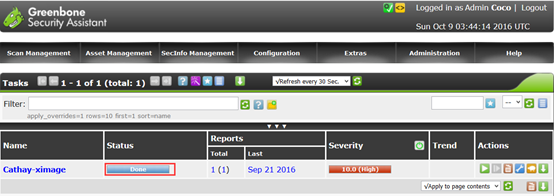 Greenbone
Security Assistant
Logged in as Admin Coco | Logout
Sun Oct 9 03:44:14 2016 UTC
Scan Management Asset Management SecInfo Management Configuration Extras Administration Help
Tasks 1 - 1 of 1 (total: 1) √Refresh every 30 Sec.
Filter: --
apply_overrides=1 rows=10 first=1 sort=name
Name Status Reports Severity Trend Actions
Total Last
Cathay-ximage Done 1 (1) Sep 21 2016 10.0 (High)
√Apply to page contents